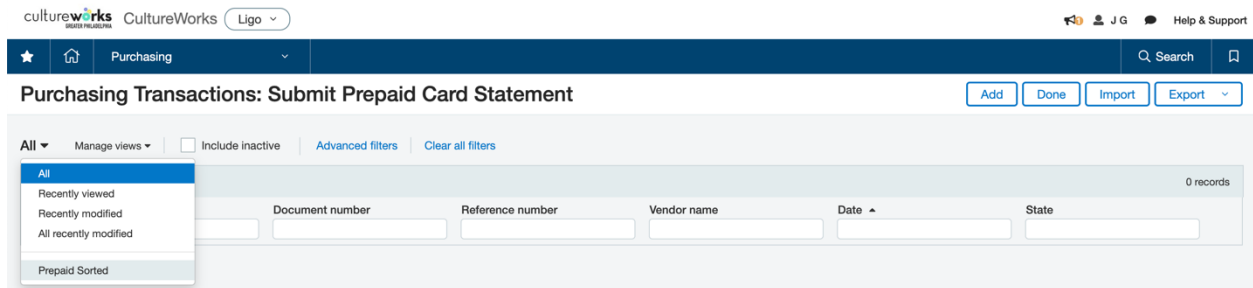 cultureworks CultureWorks Ligo J G Help & Support
GREATER PHILADELPHIA
Purchasing Search
Purchasing Transactions: Submit Prepaid Card Statement Add Done Import Export
All Manage views Include inactive Advanced filters Clear all filters
All
0 records
Recently viewed
Recently modified Document number Reference number Vendor name Date State
All recently modified
Prepaid Sorted